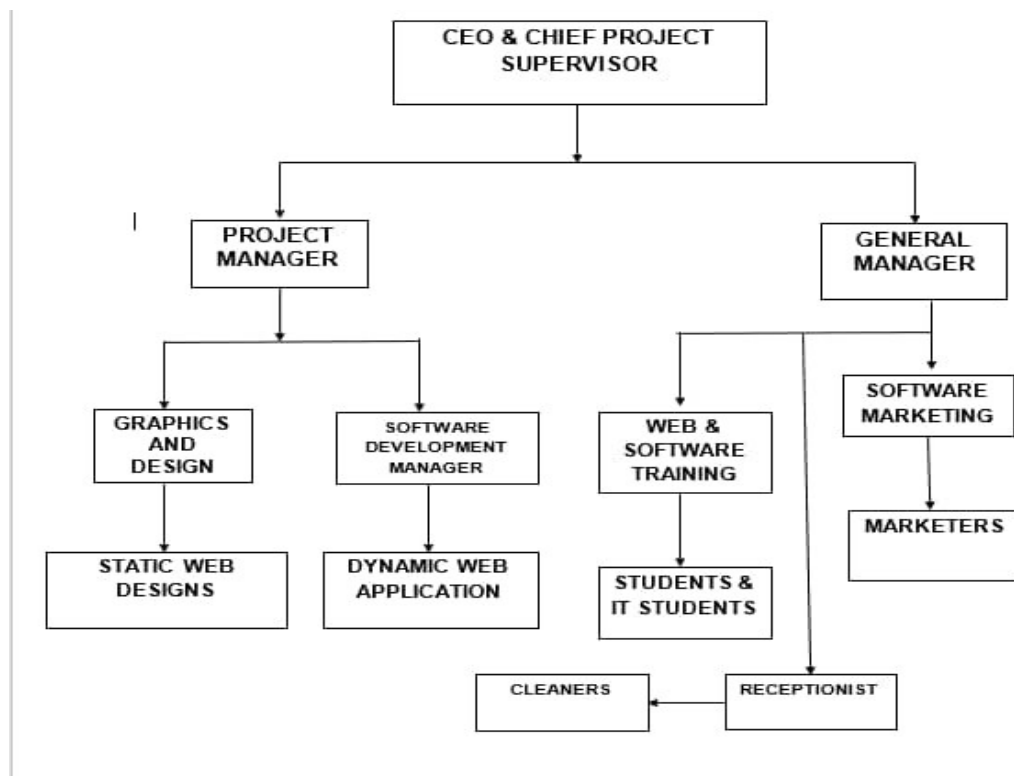 CEO & CHIEF PROJECT
SUPERVISOR
PROJECT
MANAGER
GENERAL
MANAGER
GRAPHICS
AND
DESIGN
SOFTWARE
DEVELOPMENT
MANAGER
WEB &
SOFTWARE
TRAINING
SOFTWARE
MARKETING
STATIC WEB
DESIGNS
DYNAMIC WEB
APPLICATION
STUDENTS &
IT STUDENTS
MARKETERS
CLEANERS
RECEPTIONIST